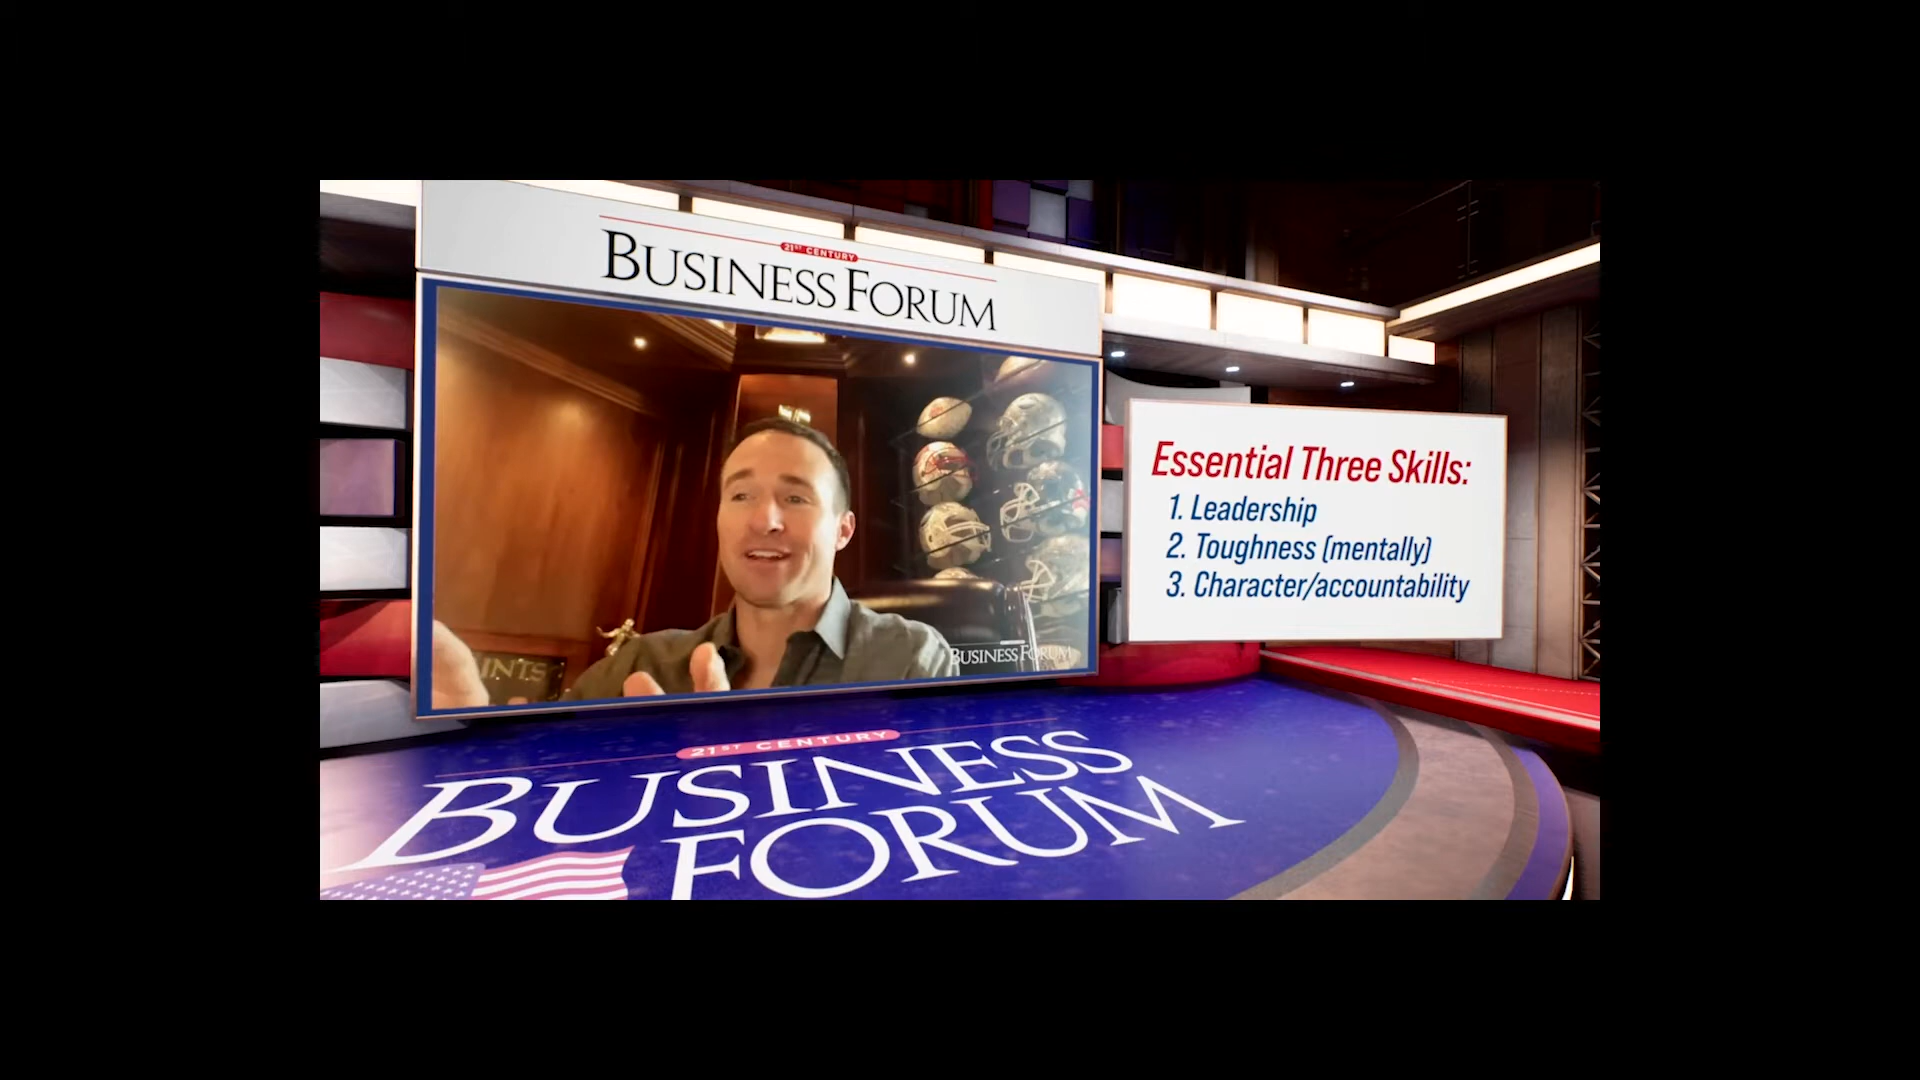 21ST CENTURY
BUSINESS FORUM
Essential Three Skills:
1. Leadership
2. Toughness (mentally)
3. Character/accountability
INTS
BUSINESS FORUM
21ST CENTURY
BUSINESS
FORUM